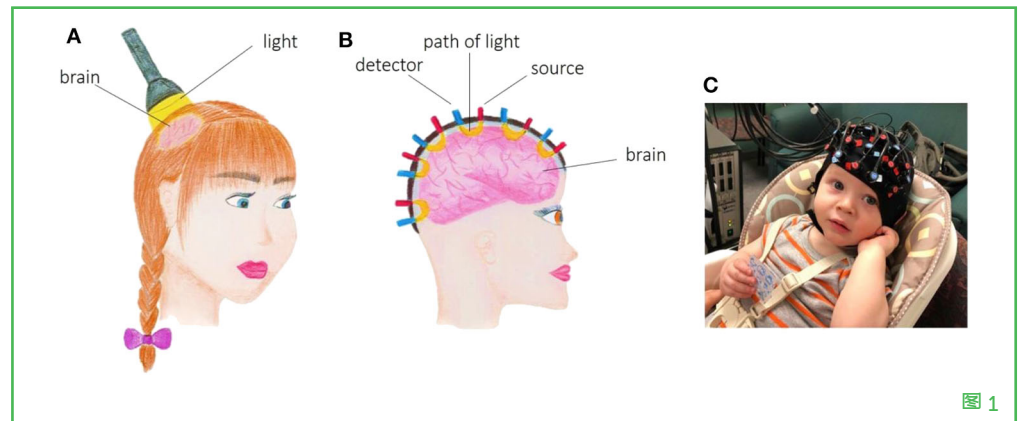 A
light
brain
B
path of light
detector
source
brain
C
图 1